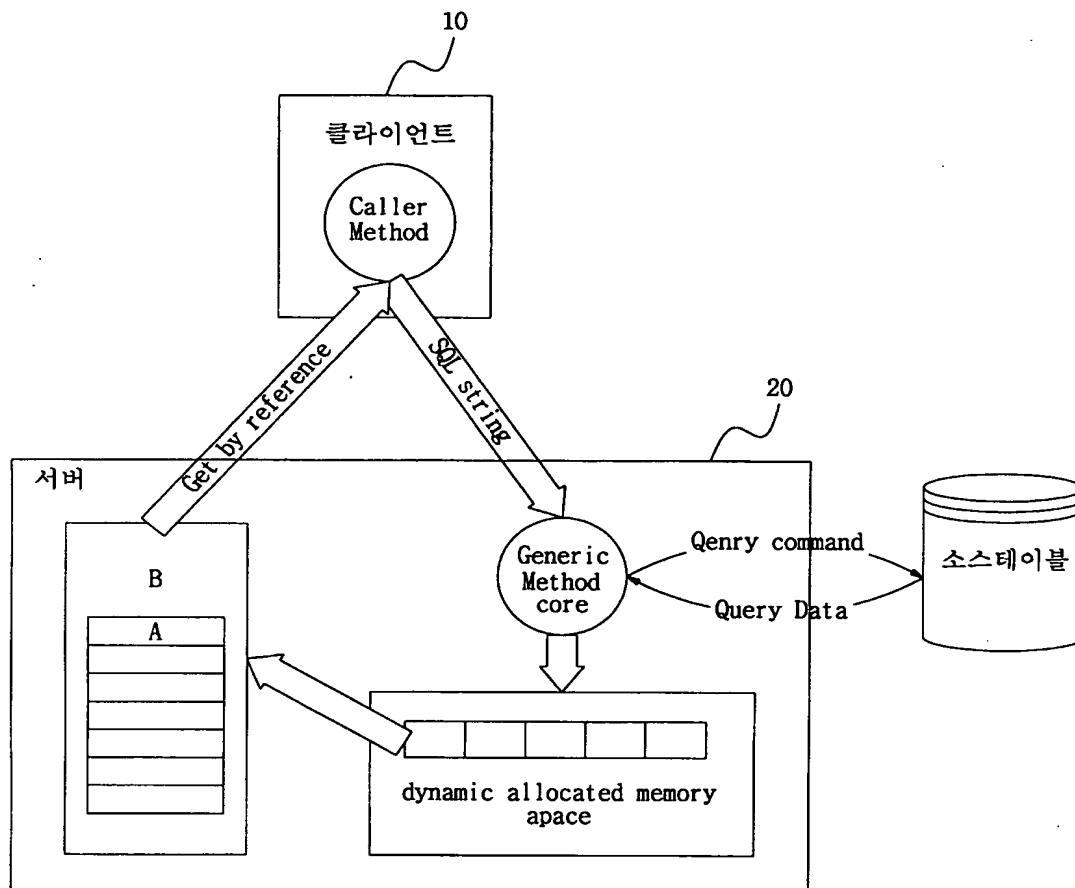 10
클라이언트
Caller
Method
Get by reference
SQL string
20
서버
B
A
Generic
Method
core
Qenry command
Query Data
소스테이블
dynamic allocated memory
apace